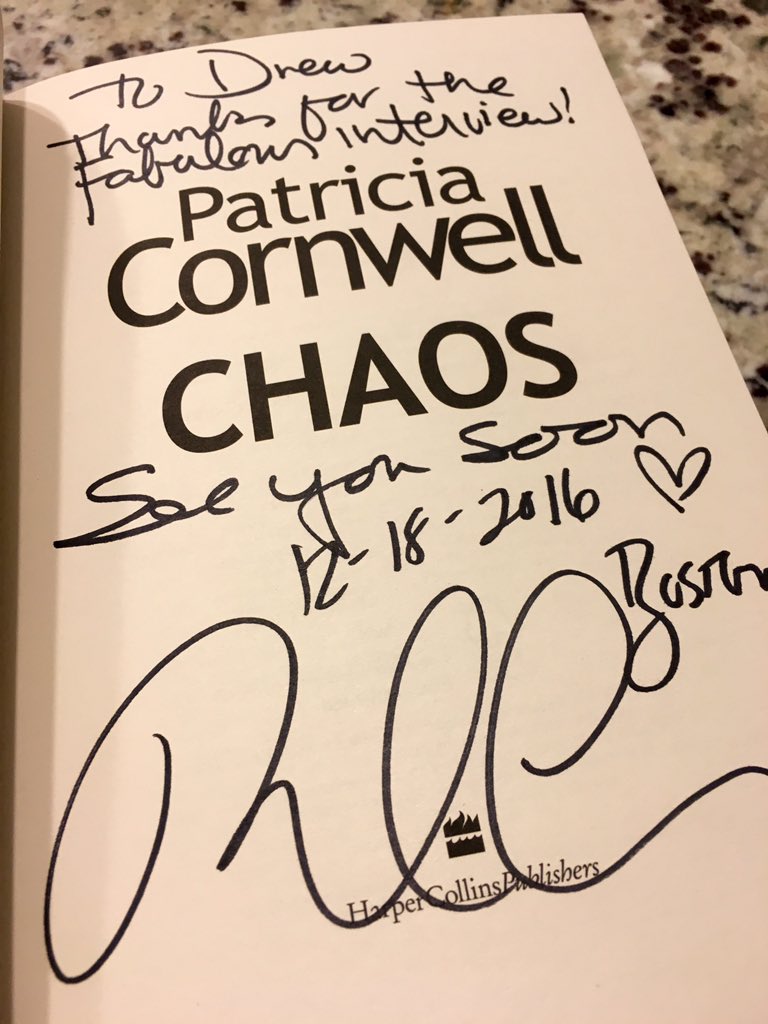 To Drew
Thanks for the
Fabulous interview!
Patricia
Cornwell
CHAOS
See you soon
12-18-2016
Boston
HarperCollinsPublishers